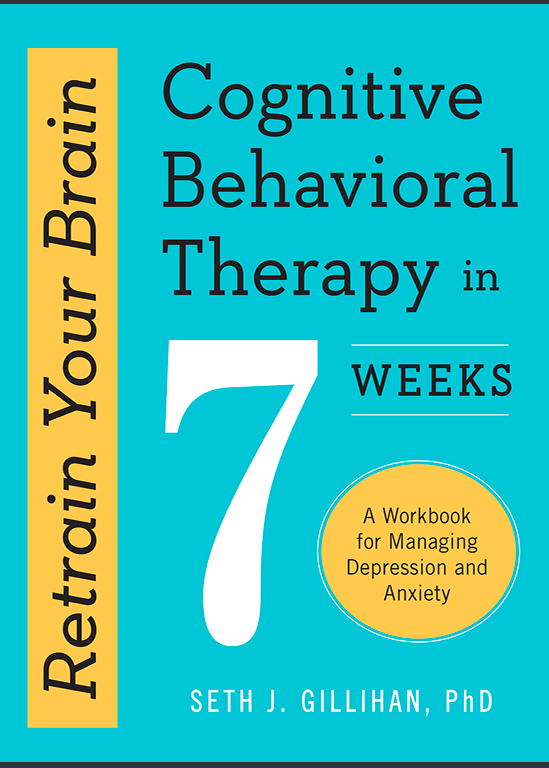 Retrain Your Brain
Cognitive
Behavioral
Therapy in
7
WEEKS
A Workbook
for Managing
Depression and
Anxiety
SETH J. GILLIHAN, PhD